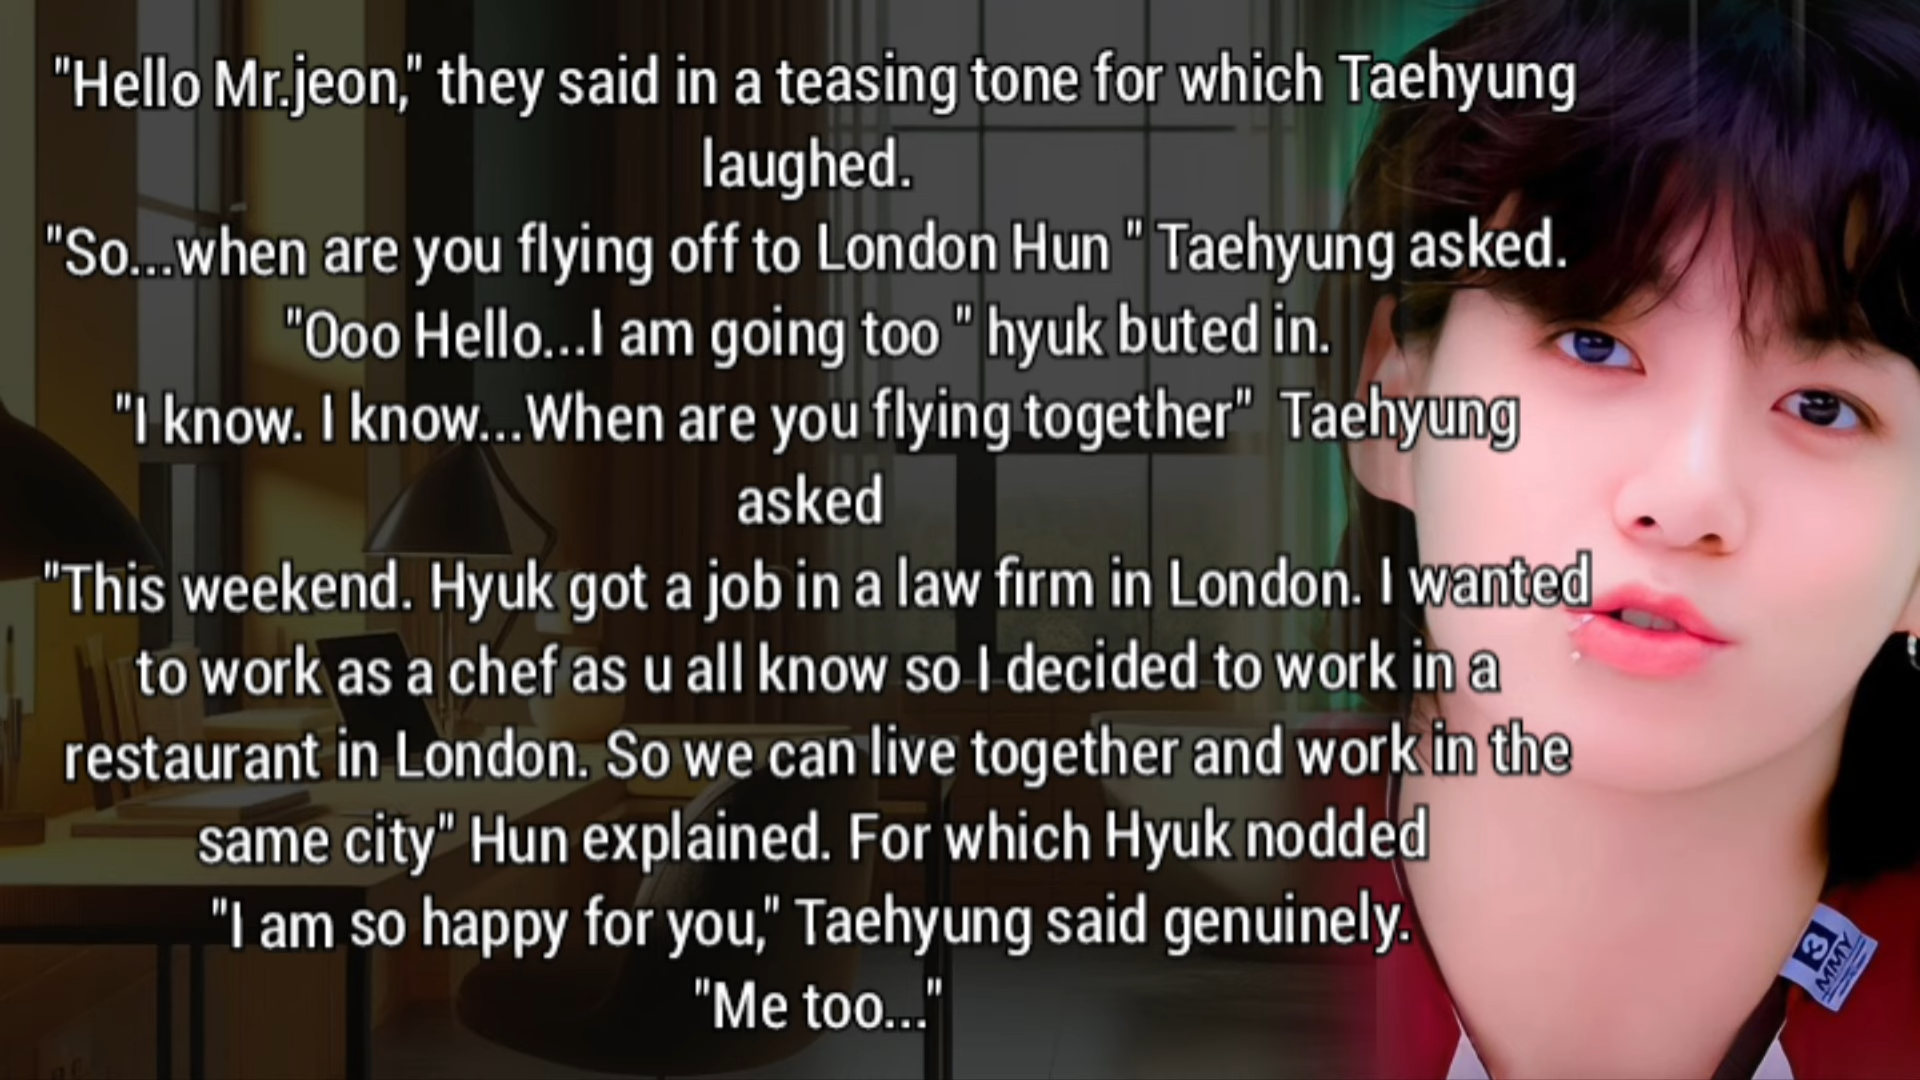 "Hello Mr.jeon," they said in a teasing tone for which Taehyung
laughed.
"So...when are you flying off to London Hun " Taehyung asked.
"Ooo Hello...I am going too " hyuk buted in.
"I know. I know...When are you flying together"  Taehyung
asked
"This weekend. Hyuk got a job in a law firm in London. I wanted
to work as a chef as u all know so I decided to work in a
restaurant in London. So we can live together and work in the
same city" Hun explained. For which Hyuk nodded
"I am so happy for you," Taehyung said genuinely.
"Me too..."
3
MMY